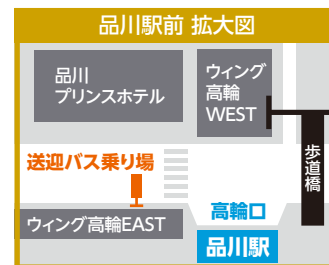 品川駅前 拡大図
品川
プリンスホテル
ウィング
高輪
WEST
歩道橋
送迎バス乗り場
ウィング高輪EAST
高輪口
品川駅